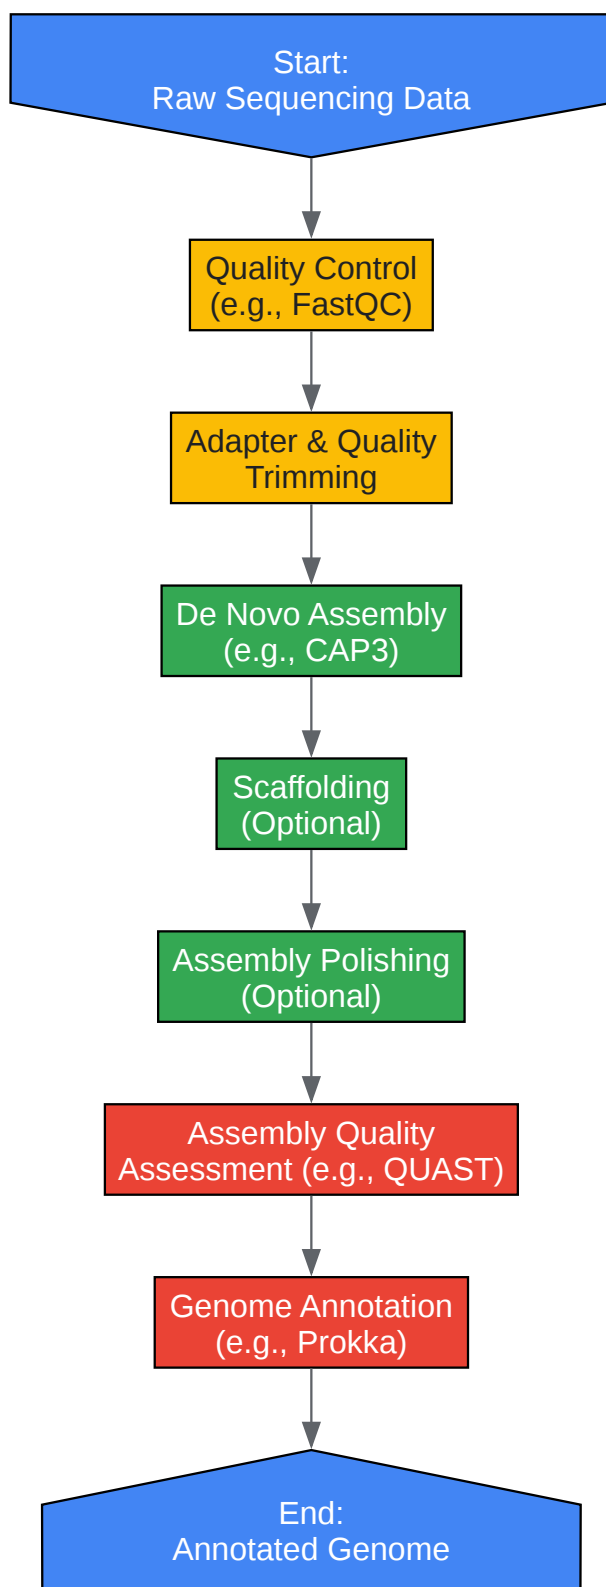 Start:
Raw Sequencing Data
Quality Control
(e.g., FastQC)
Adapter & Quality
Trimming
De Novo Assembly
(e.g., CAP3)
Scaffolding
(Optional)
Assembly Polishing
(Optional)
Assembly Quality
Assessment (e.g., QUAST)
Genome Annotation
(e.g., Prokka)
End:
Annotated Genome